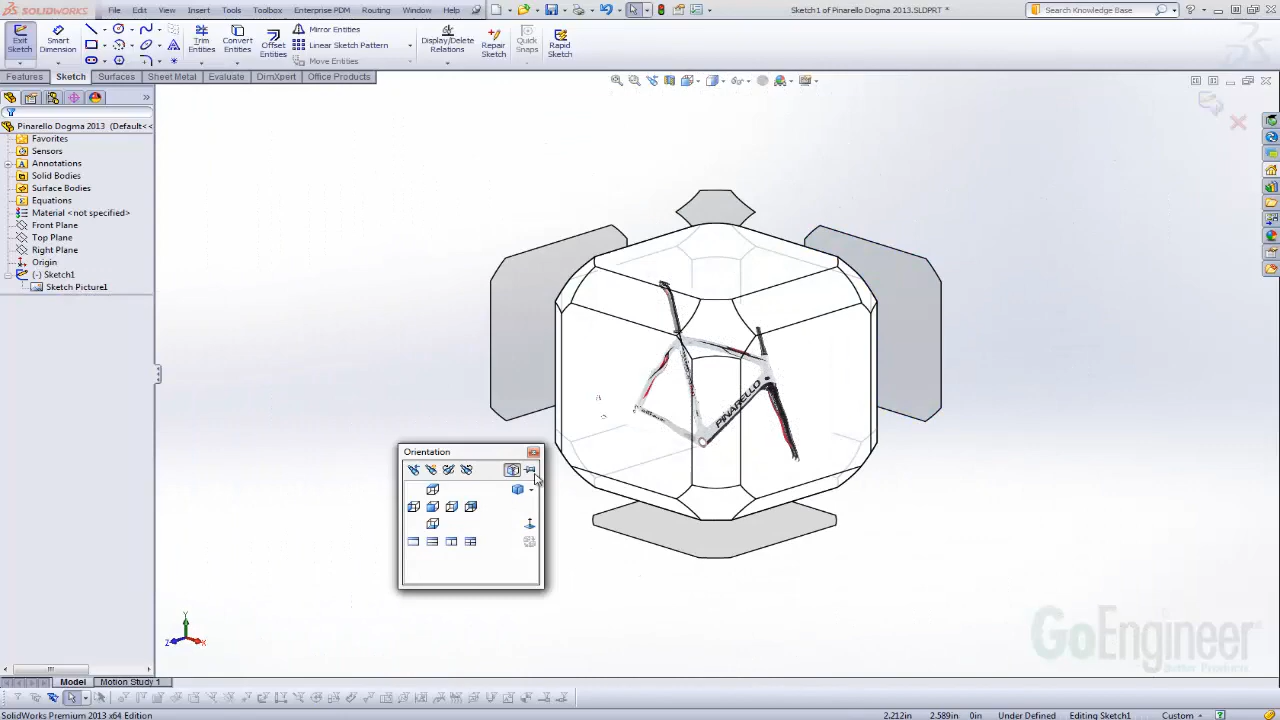 SOLIDWORKS File Edit View Insert Tools Toolbox Enterprise PDM Routing Window Help Sketch1 of Pinarello Dogma 2013.SLDPRT * Search Knowledge Base
Exit Sketch
Smart Dimension
Trim Entities
Convert Entities
Offset Entities
Mirror Entities
Linear Sketch Pattern
Move Entities
Display/Delete Relations
Repair Sketch
Quick Snaps
Rapid Sketch
Features Sketch Surfaces Sheet Metal Evaluate DimXpert Office Products
Pinarello Dogma 2013 (Default<<
Favorites
Sensors
Annotations
Solid Bodies
Surface Bodies
Equations
Material <not specified>
Front Plane
Top Plane
Right Plane
Origin
(-) Sketch1
Sketch Picture1
PINARELLO
Orientation
Y
Z
X
GoEngineer
Better Products
Model Motion Study 1
SolidWorks Premium 2013 x64 Edition 2.212in 2.589in 0in Under Defined Editing Sketch1 Custom